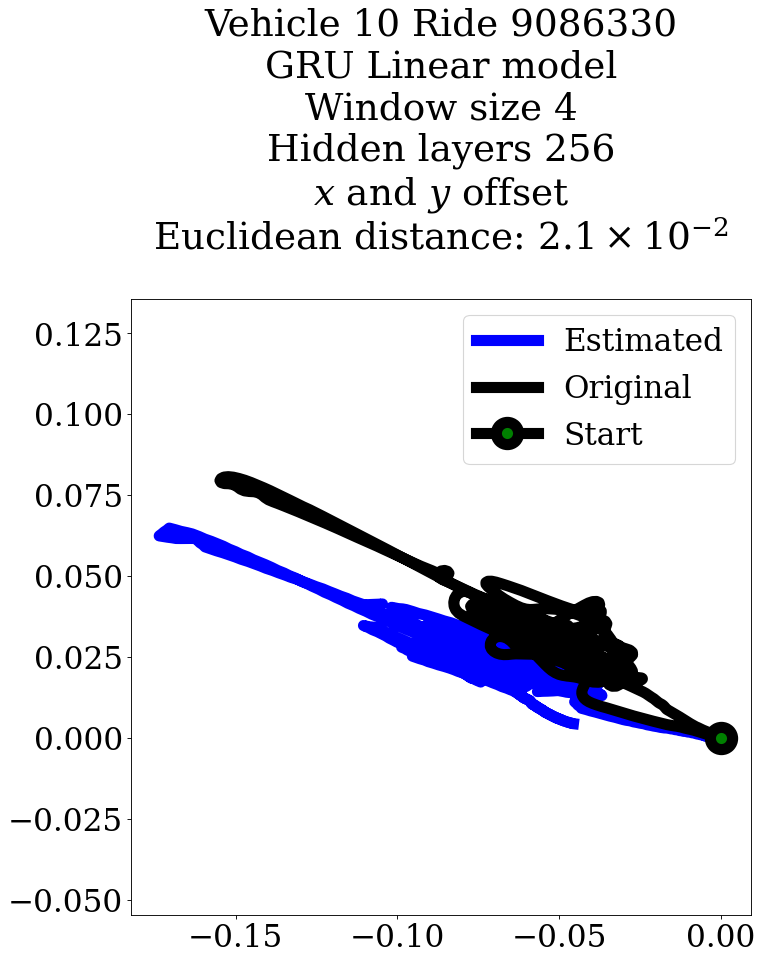 Vehicle 10 Ride 9086330
GRU Linear model
Window size 4
Hidden layers 256
x and y offset
Euclidean distance: 2.1 × 10⁻²
Estimated
Original
Start
0.125
0.100
0.075
0.050
0.025
0.000
−0.025
−0.050
−0.15
−0.10
−0.05
0.00